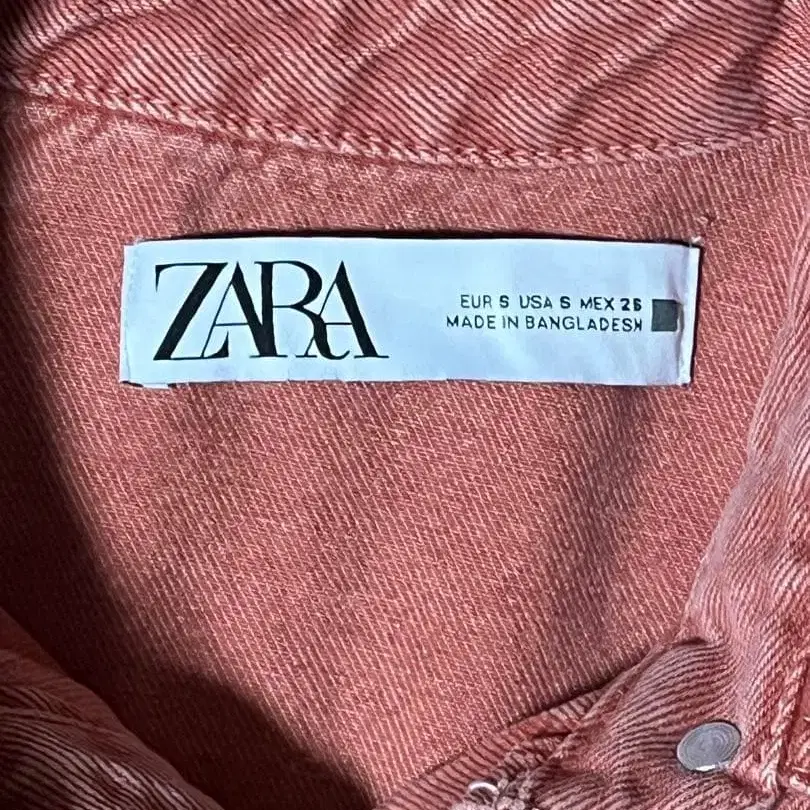 ZARA
EUR S USA S MEX 26
MADE IN BANGLADESH